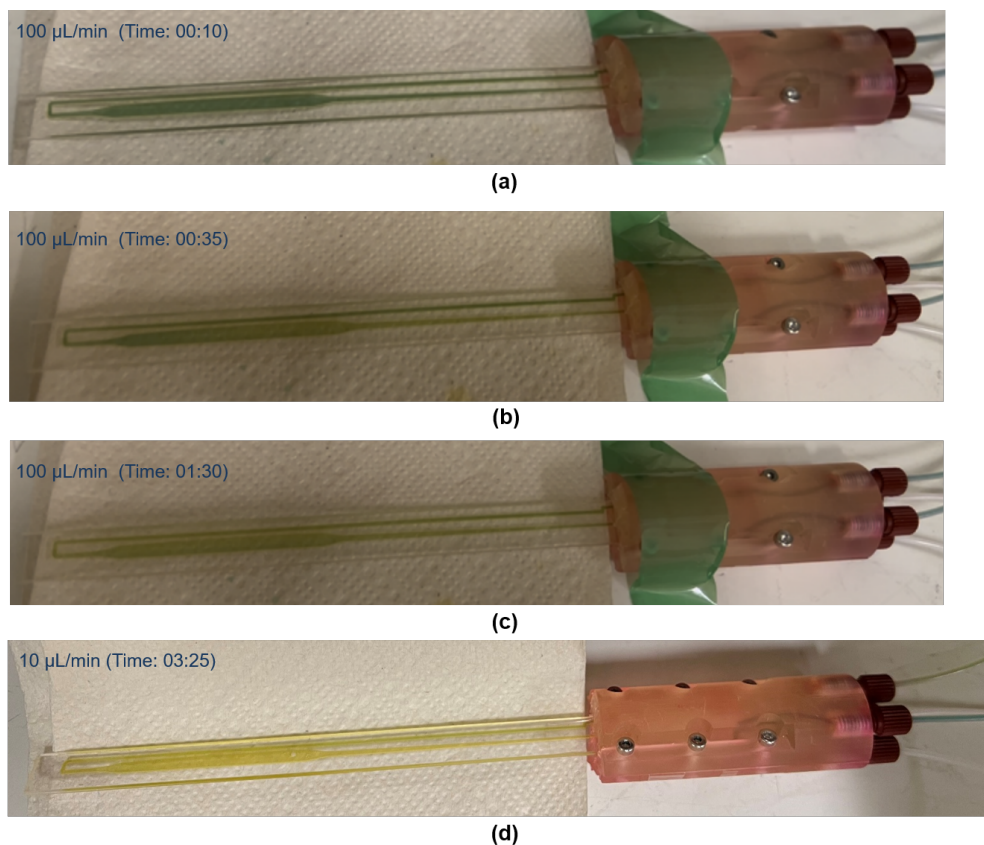 100 µL/min (Time: 00:10)
(a)
100 µL/min (Time: 00:35)
(b)
100 µL/min (Time: 01:30)
(c)
10 µL/min (Time: 03:25)
(d)